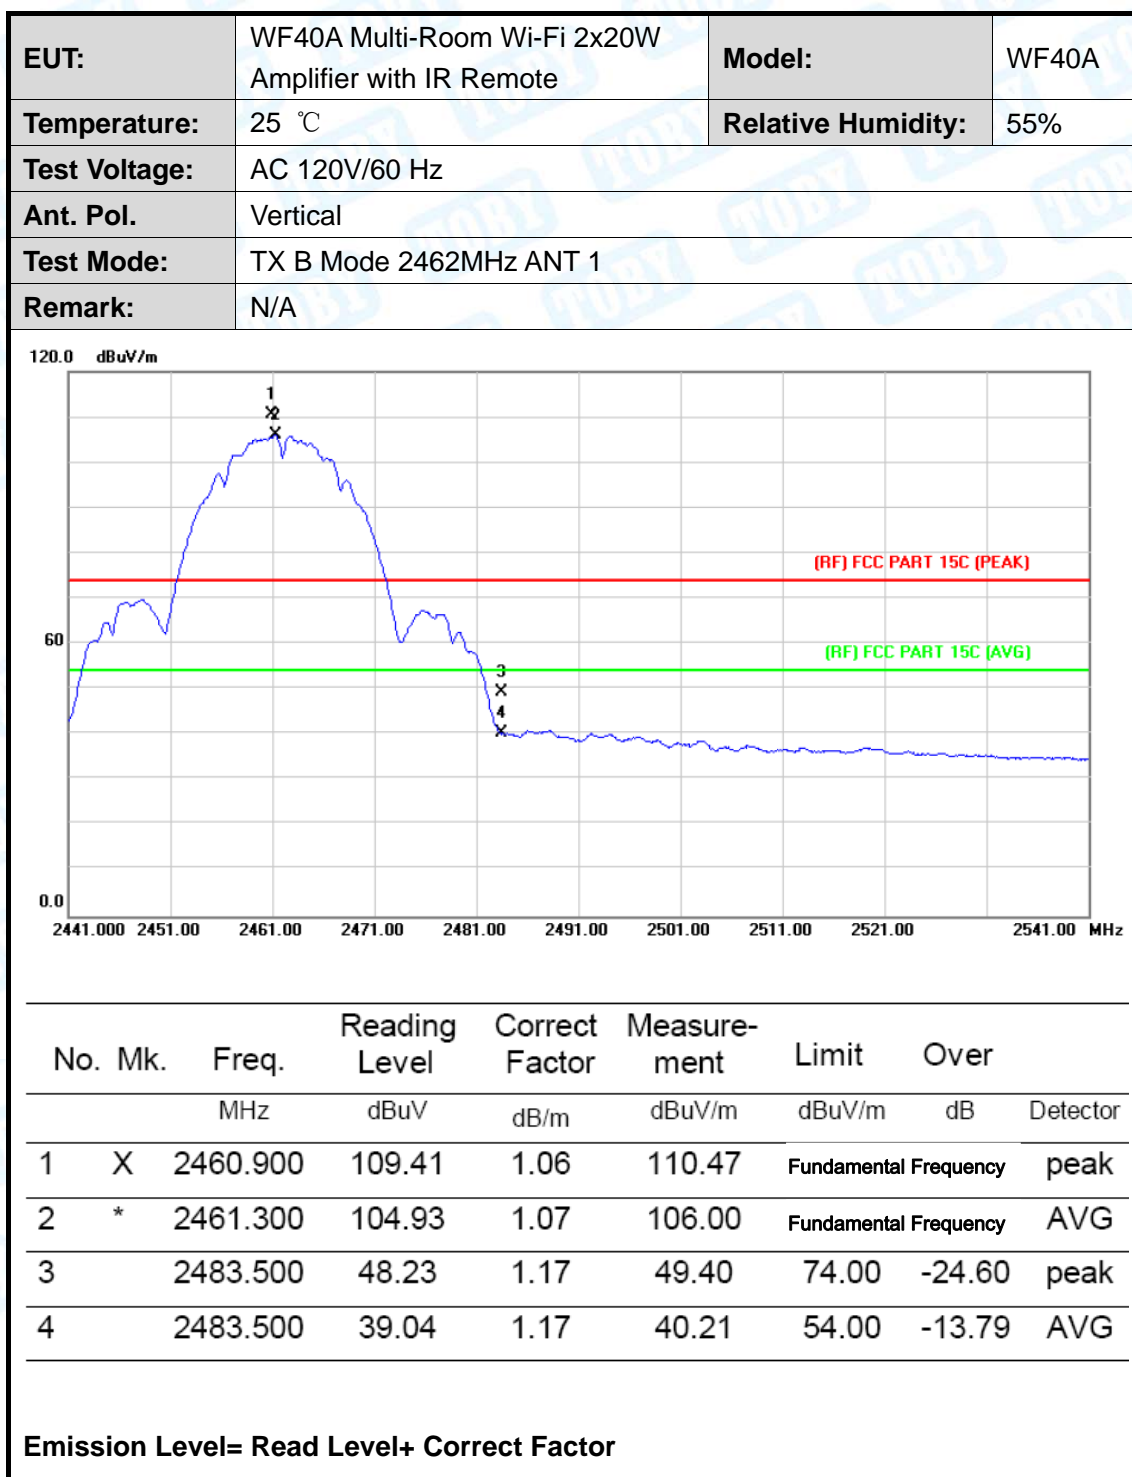 EUT: WF40A Multi-Room Wi-Fi 2x20W Amplifier with IR Remote Model: WF40A
Temperature: 25 ℃ Relative Humidity: 55%
Test Voltage: AC 120V/60 Hz
Ant. Pol. Vertical
Test Mode: TX B Mode 2462MHz ANT 1
Remark: N/A
120.0 dBuV/m
1
2
(RF) FCC PART 15C (PEAK)
60
(RF) FCC PART 15C (AVG)
3
4
0.0
2441.000 2451.00 2461.00 2471.00 2481.00 2491.00 2501.00 2511.00 2521.00 2541.00 MHz
No. Mk. Freq. Reading Level Correct Factor Measure-ment Limit Over
MHz dBuV dB/m dBuV/m dBuV/m dB Detector
1 X 2460.900 109.41 1.06 110.47 Fundamental Frequency peak
2 * 2461.300 104.93 1.07 106.00 Fundamental Frequency AVG
3 2483.500 48.23 1.17 49.40 74.00 -24.60 peak
4 2483.500 39.04 1.17 40.21 54.00 -13.79 AVG
Emission Level= Read Level+ Correct Factor
TOBY